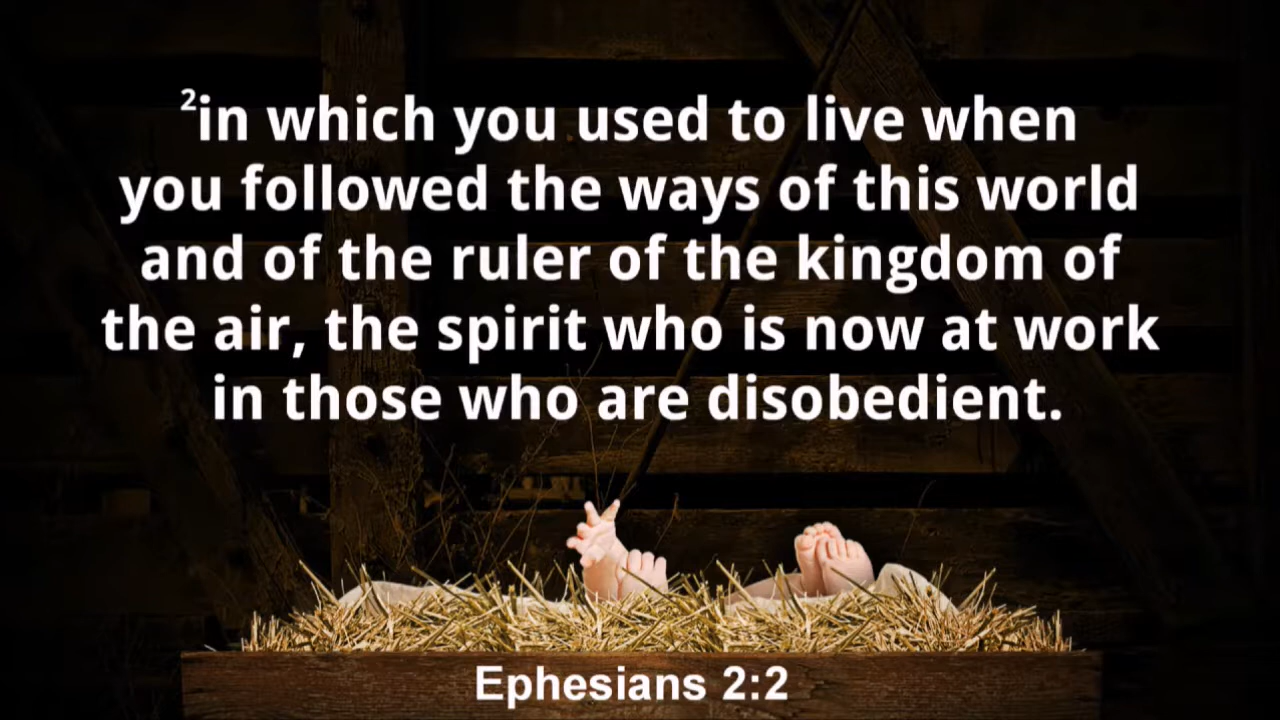 ²in which you used to live when
you followed the ways of this world
and of the ruler of the kingdom of
the air, the spirit who is now at work
in those who are disobedient.
Ephesians 2:2